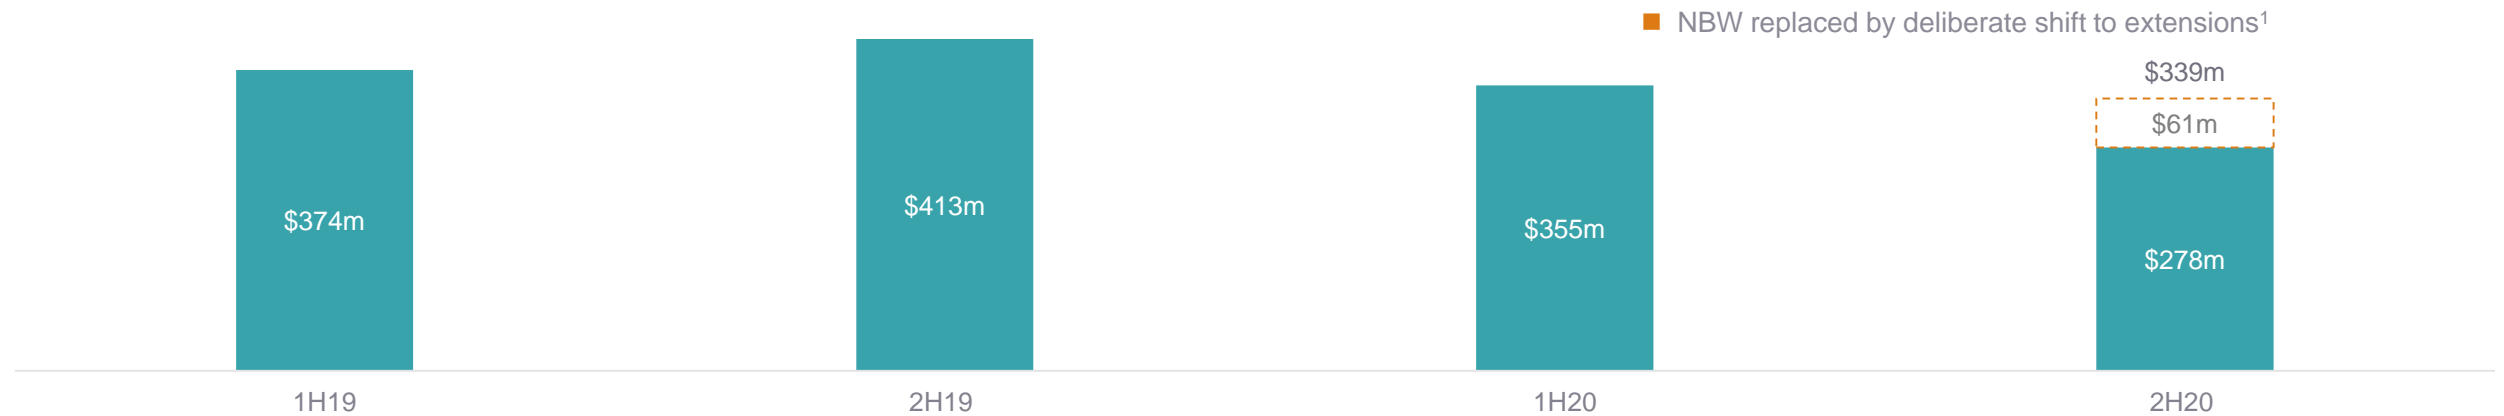 NBW replaced by deliberate shift to extensions¹
$339m
$61m
$374m
$413m
$355m
$278m
1H19
2H19
1H20
2H20